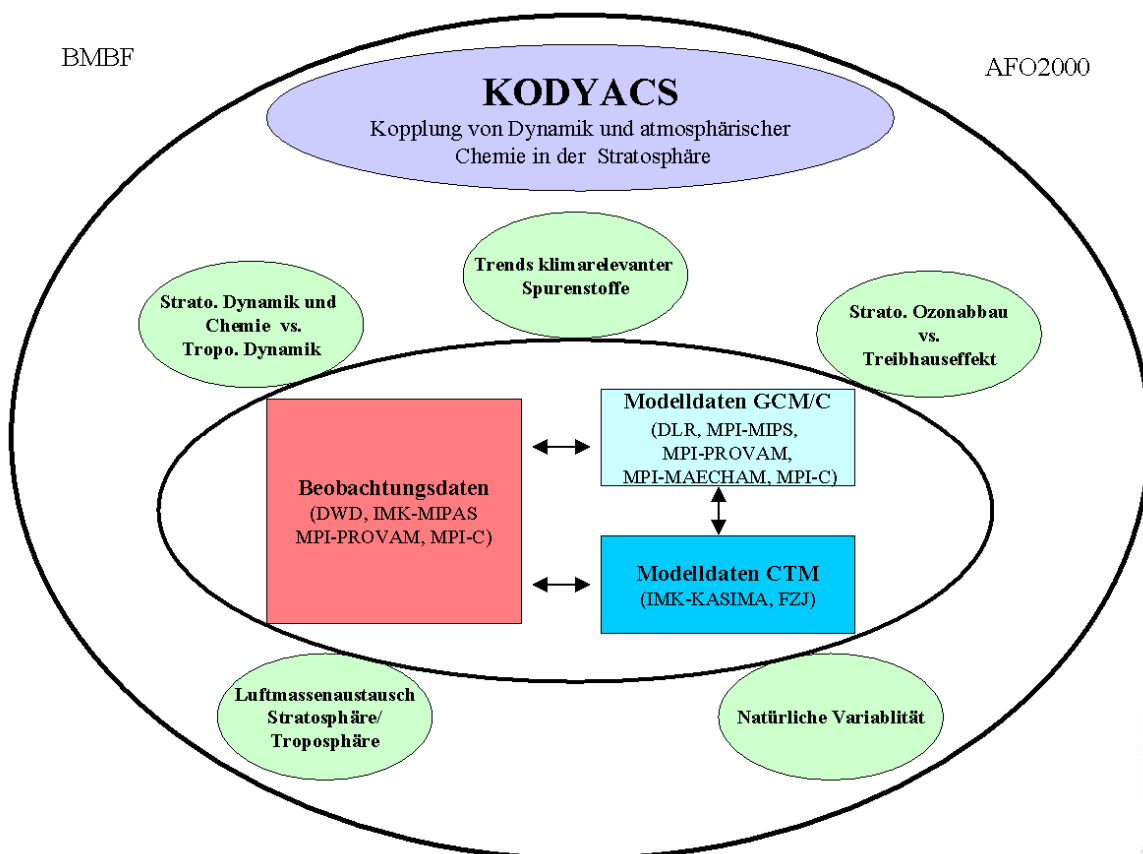 BMBF
AFO2000
KODYACS
Kopplung von Dynamik und atmosphärischer
Chemie in der Stratosphäre
Trends klimarelevanter
Spurenstoffe
Strato. Dynamik und
Chemie vs.
Tropo. Dynamik
Strato. Ozonabbau
vs.
Treibhauseffekt
Modelldaten GCM/C
(DLR, MPI-MIPS,
MPI-PROVAM,
MPI-MAECHAM, MPI-C)
Beobachtungsdaten
(DWD, IMK-MIPAS
MPI-PROVAM, MPI-C)
Modelldaten CTM
(IMK-KASIMA, FZJ)
Luftmassenaustausch
Stratosphäre/
Troposphäre
Natürliche Variablität